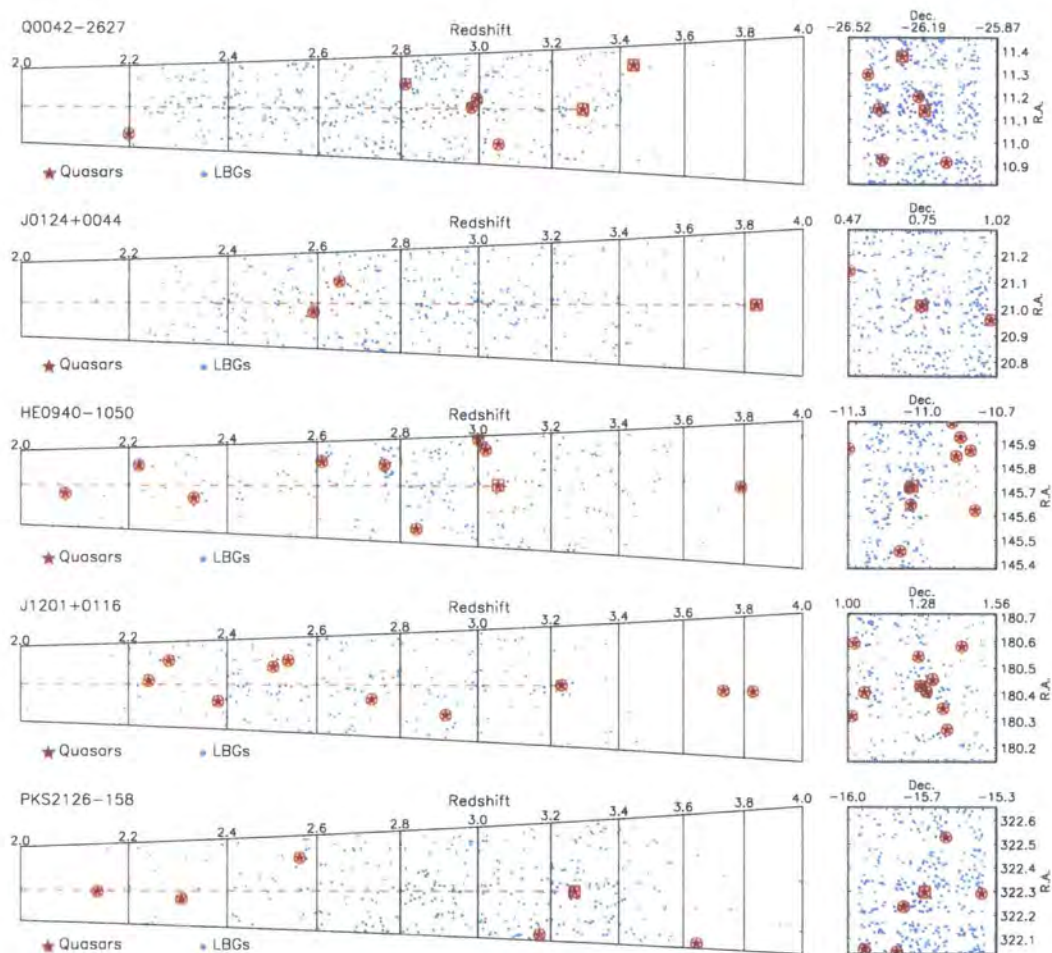 Q0042−2627
Redshift
2.0 2.2 2.4 2.6 2.8 3.0 3.2 3.4 3.6 3.8 4.0
Quasars LBGs
Dec.
−26.52 −26.19 −25.87
11.4
11.3
11.2
11.1
11.0
10.9
R.A.
J0124+0044
Redshift
2.0 2.2 2.4 2.6 2.8 3.0 3.2 3.4 3.6 3.8 4.0
Quasars LBGs
Dec.
0.47 0.75 1.02
21.2
21.1
21.0
20.9
20.8
R.A.
HE0940−1050
Redshift
2.0 2.2 2.4 2.6 2.8 3.0 3.2 3.4 3.6 3.8 4.0
Quasars LBGs
Dec.
−11.3 −11.0 −10.7
145.9
145.8
145.7
145.6
145.5
145.4
R.A.
J1201+0116
Redshift
2.0 2.2 2.4 2.6 2.8 3.0 3.2 3.4 3.6 3.8 4.0
Quasars LBGs
Dec.
1.00 1.28 1.56
180.7
180.6
180.5
180.4
180.3
180.2
R.A.
PKS2126−158
Redshift
2.0 2.2 2.4 2.6 2.8 3.0 3.2 3.4 3.6 3.8 4.0
Quasars LBGs
Dec.
−16.0 −15.7 −15.3
322.6
322.5
322.4
322.3
322.2
322.1
R.A.